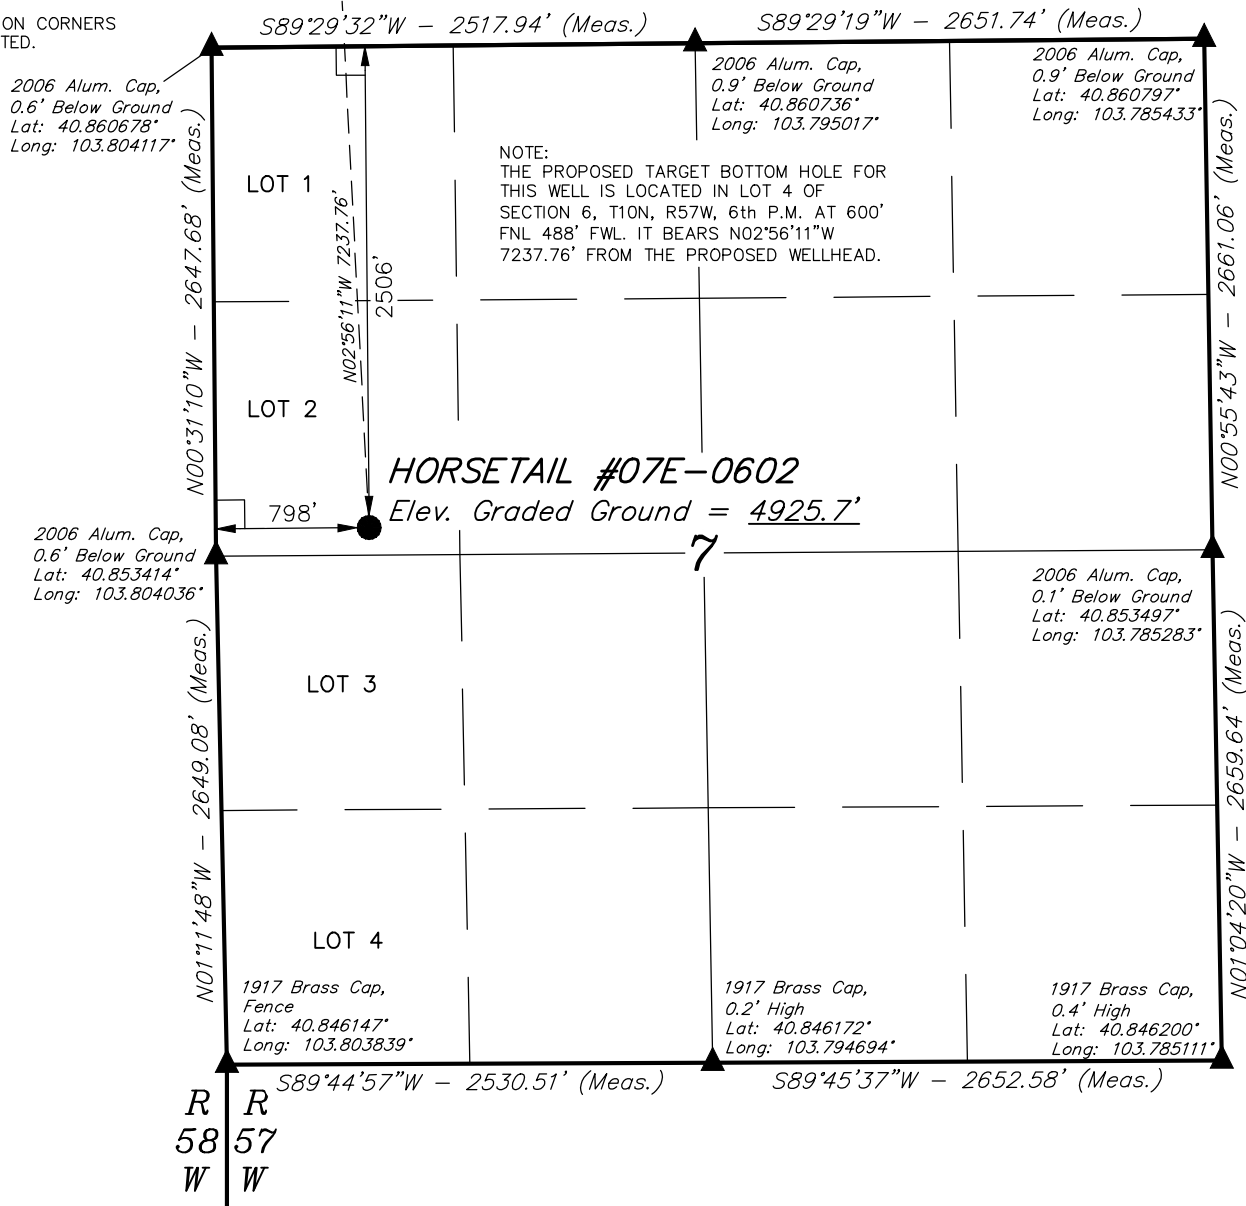 ON CORNERS
TED.
S89°29'32"W - 2517.94' (Meas.)
S89°29'19"W - 2651.74' (Meas.)
2006 Alum. Cap,
0.6' Below Ground
Lat: 40.860678°
Long: 103.804117°
2006 Alum. Cap,
0.9' Below Ground
Lat: 40.860736°
Long: 103.795017°
2006 Alum. Cap,
0.9' Below Ground
Lat: 40.860797°
Long: 103.785433°
NOTE:
THE PROPOSED TARGET BOTTOM HOLE FOR
THIS WELL IS LOCATED IN LOT 4 OF
SECTION 6, T10N, R57W, 6th P.M. AT 600'
FNL 488' FWL. IT BEARS N02°56'11"W
7237.76' FROM THE PROPOSED WELLHEAD.
LOT 1
N00°31'10"W - 2647.68' (Meas.)
N02°56'11"W 7237.76'
2506'
N00°55'43"W - 2661.06' (Meas.)
LOT 2
HORSETAIL #07E-0602
Elev. Graded Ground = 4925.7'
798'
7
2006 Alum. Cap,
0.6' Below Ground
Lat: 40.853414°
Long: 103.804036°
2006 Alum. Cap,
0.1' Below Ground
Lat: 40.853497°
Long: 103.785283°
LOT 3
N01°11'48"W - 2649.08' (Meas.)
N01°04'20"W - 2659.64' (Meas.)
LOT 4
1917 Brass Cap,
Fence
Lat: 40.846147°
Long: 103.803839°
1917 Brass Cap,
0.2' High
Lat: 40.846172°
Long: 103.794694°
1917 Brass Cap,
0.4' High
Lat: 40.846200°
Long: 103.785111°
S89°44'57"W - 2530.51' (Meas.)
S89°45'37"W - 2652.58' (Meas.)
R R
58 57
W W